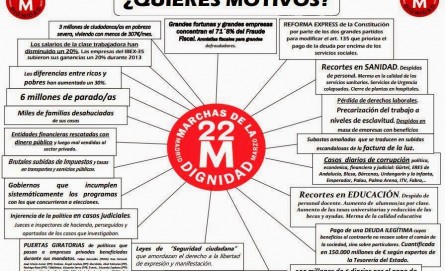 ¿QUIERES MOTIVOS?
22
M
3 millones de ciudadanos/as en pobreza
severa, viviendo con menos de 307€/mes.
Grandes fortunas y grandes empresas
concentran el 71´8% del Fraude
Fiscal. Amnistías fiscales para grandes
defraudadores.
REFORMA EXPRESS de la Constitución
por parte de los dos grandes partidos
para modificar el art. 135 que prioriza el
pago de la deuda por encima de los
servicios sociales.
Los salarios de la clase trabajadora han
disminuido un 20%. Las empresas del IBEX-35
subieron sus ganancias un 20% durante 2013
Las diferencias entre ricos y
pobres han aumentado un 30%.
6 millones de parado/as
Miles de familias desahuciadas
de sus casas
Entidades financieras rescatadas con
dinero público y luego mal vendidas al
sector privado.
Brutales subidas de impuestos y tasas
en transportes y servicios públicos.
Gobiernos que incumplen
sistemáticamente los programas
con los que concurrieron a elecciones.
Injerencia de la política en casos judiciales.
Jueces e inspectores de hacienda, perseguidos y
apartados de los casos que investigaban.
PUERTAS GIRATORIAS de políticos que
pasan a empresas privadas beneficiadas
durante sus mandatos.
Leyes de "Seguridad ciudadana"
que amordazan el derecho a la libertad
de expresión y manifestación.
MARCHAS DE LA
DIGNIDAD
MADRID
MARZO
22
M
Recortes en SANIDAD. Despidos
de personal. Merma en la calidad de los
servicios sanitarios. Servicios de Urgencia
colapsados. Cierre de plantas en hospitales.
Pérdida de derechos laborales.
Precarización del trabajo a
niveles de esclavitud. Despidos en
masa de empresas con beneficios
Subastas amañadas que se traducen en subidas
escandalosas de la factura de la luz.
Casos diarios de corrupción política,
económica, financiera y judicial: Gürtel, ERES de
Andalucía, Bicos, Bárcenas, Urdangarín y la infanta,
Emperador, Palau, Palma Arena, ITV, Fabra,..
Recortes en EDUCACIÓN. Despido de
personal docente. Aumento de alumnos/as por clase.
Aumento de las tasas universitarias y reducción de las
becas y ayudas. Merma de la calidad educativa
Pago de una DEUDA ILEGÍTIMA cuyos
beneficios al contraerla no recaen sobre el común de
la sociedad, sino sobre particulares. Cuantificada
en 150.000 millones de € según expertos de
la Tesorería del Estado.